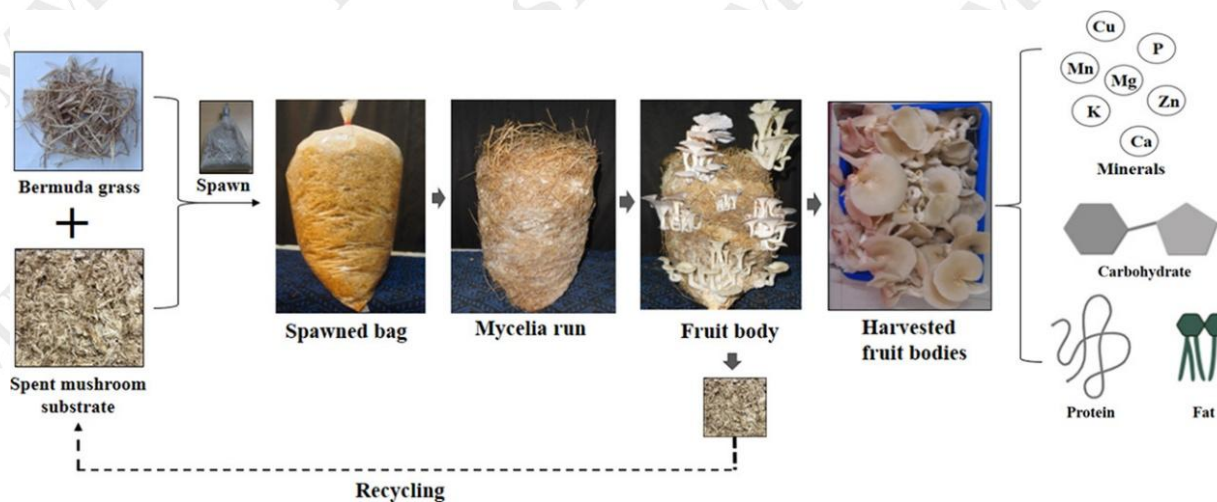 Bermuda grass
+
Spent mushroom
substrate
Spawn
Spawned bag
Mycelia run
Fruit body
Harvested
fruit bodies
Cu
P
Mn
Mg
Zn
K
Ca
Minerals
Carbohydrate
Protein
Fat
Recycling